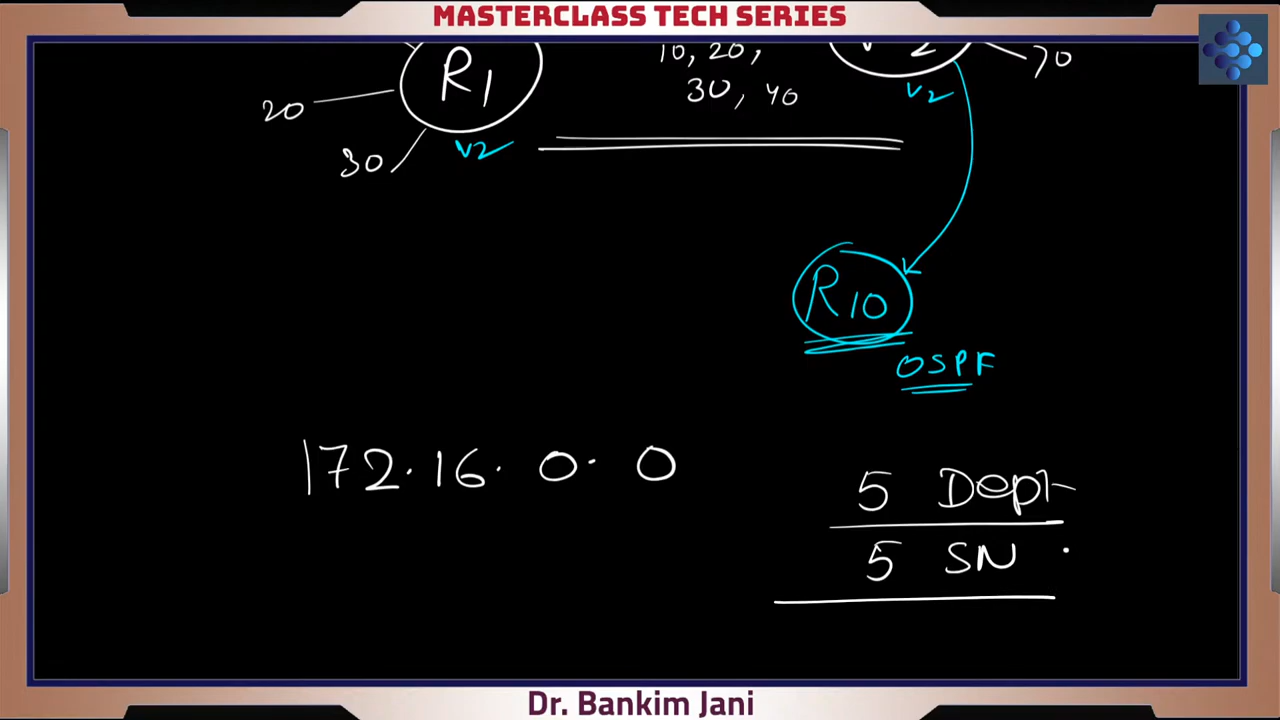 MASTERCLASS TECH SERIES
10, 20,
70
R1
30, 40
V2
20
V2
30
R10
OSPF
172.16.0.0
5 Dept
5 SN
Dr. Bankim Jani